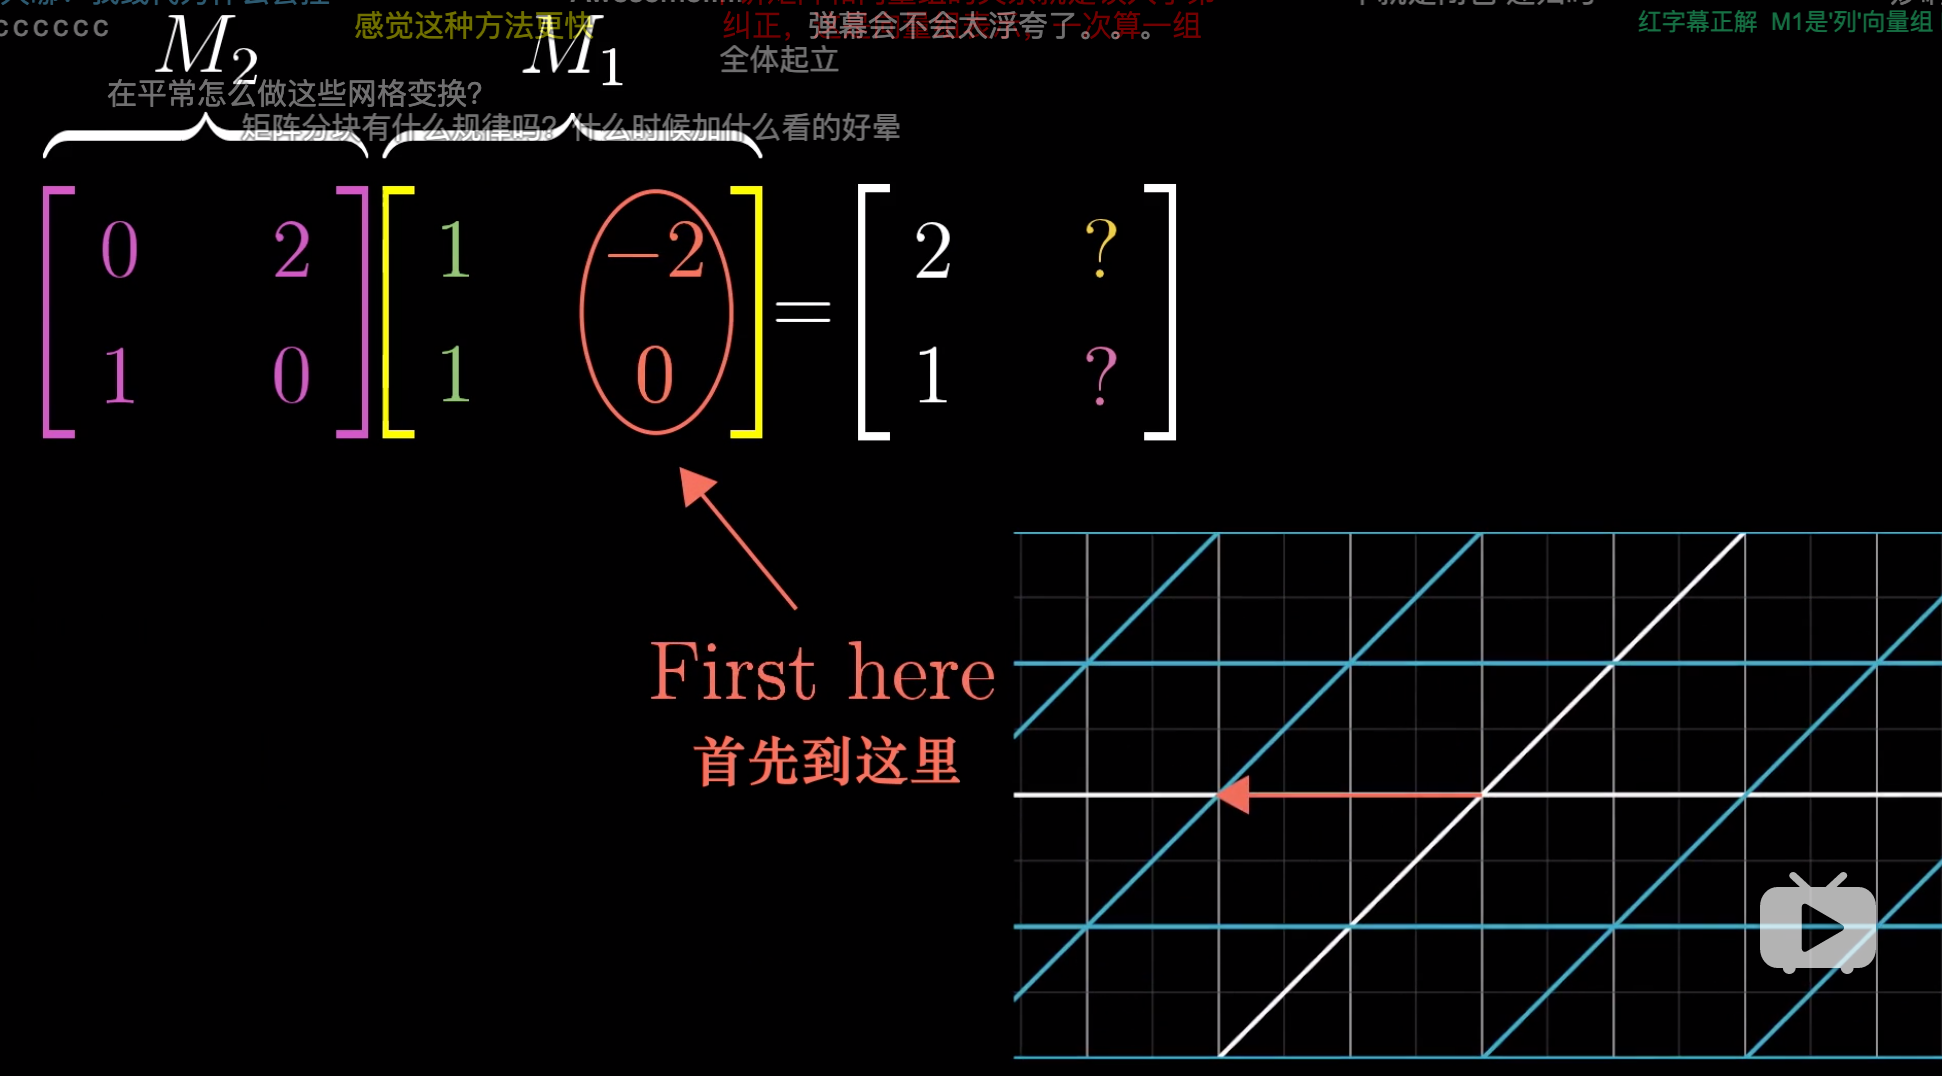 cccccc
感觉这种方法更快
弹幕会不会太浮夸了。。。
一次算一组
红字幕正解 M1是'列'向量组
M₂
M₁
全体起立
在平常怎么做这些网格变换?
矩阵分块有什么规律吗? 什么时候加什么看的好晕
0 2 1 −2 2 ?
=
1 0 1 0 1 ?
First here
首先到这里